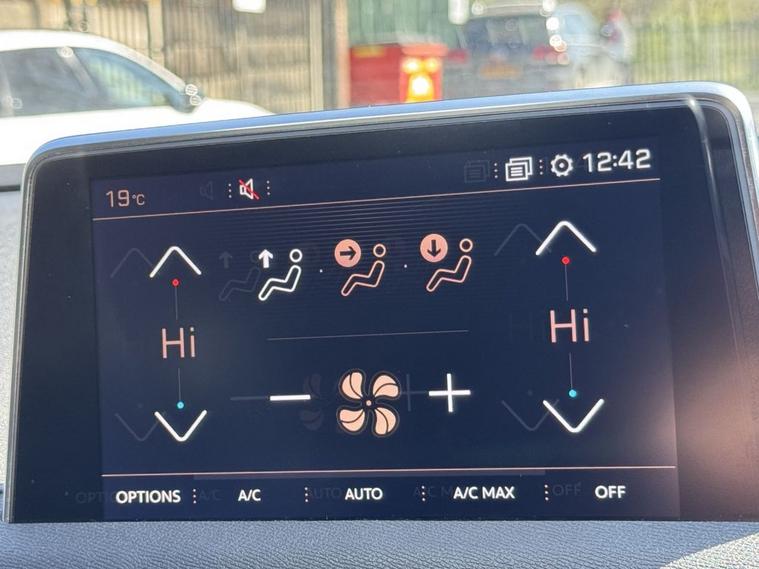 19°C 12:42
Hi Hi
OPTIONS A/C AUTO A/C MAX OFF